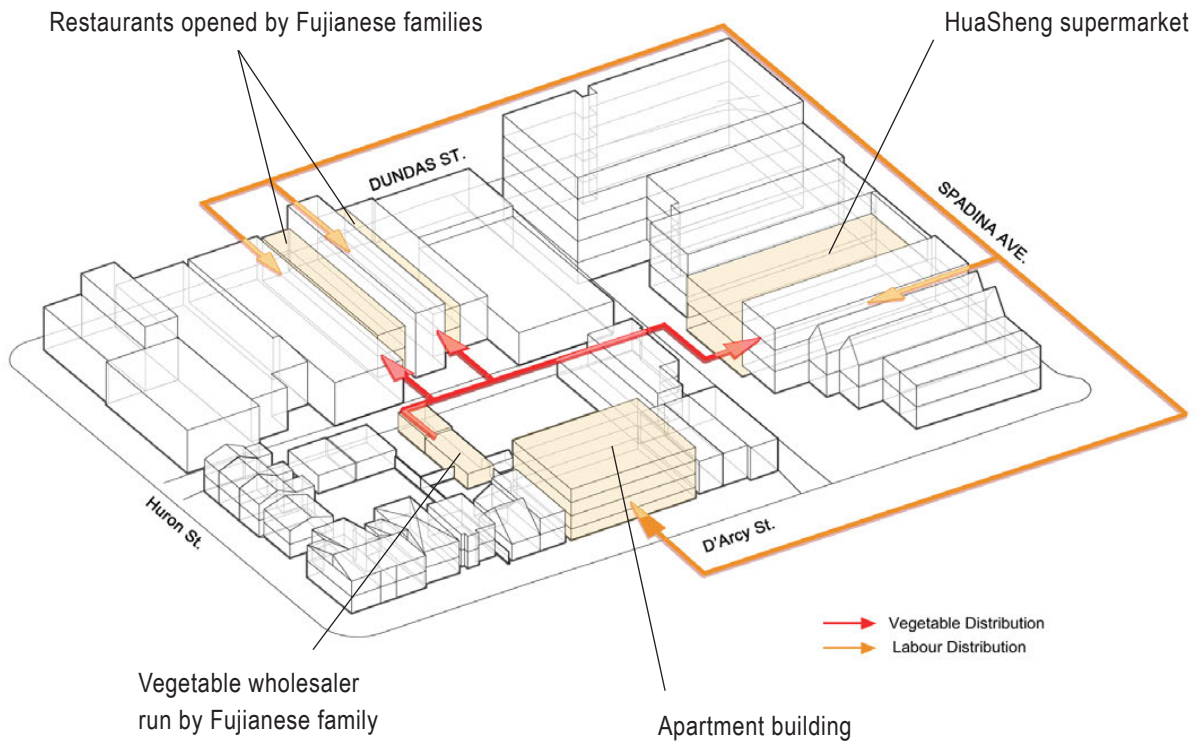 Restaurants opened by Fujianese families
HuaSheng supermarket
DUNDAS ST.
SPADINA AVE.
Huron St.
D'Arcy St.
Vegetable Distribution
Labour Distribution
Vegetable wholesaler
run by Fujianese family
Apartment building